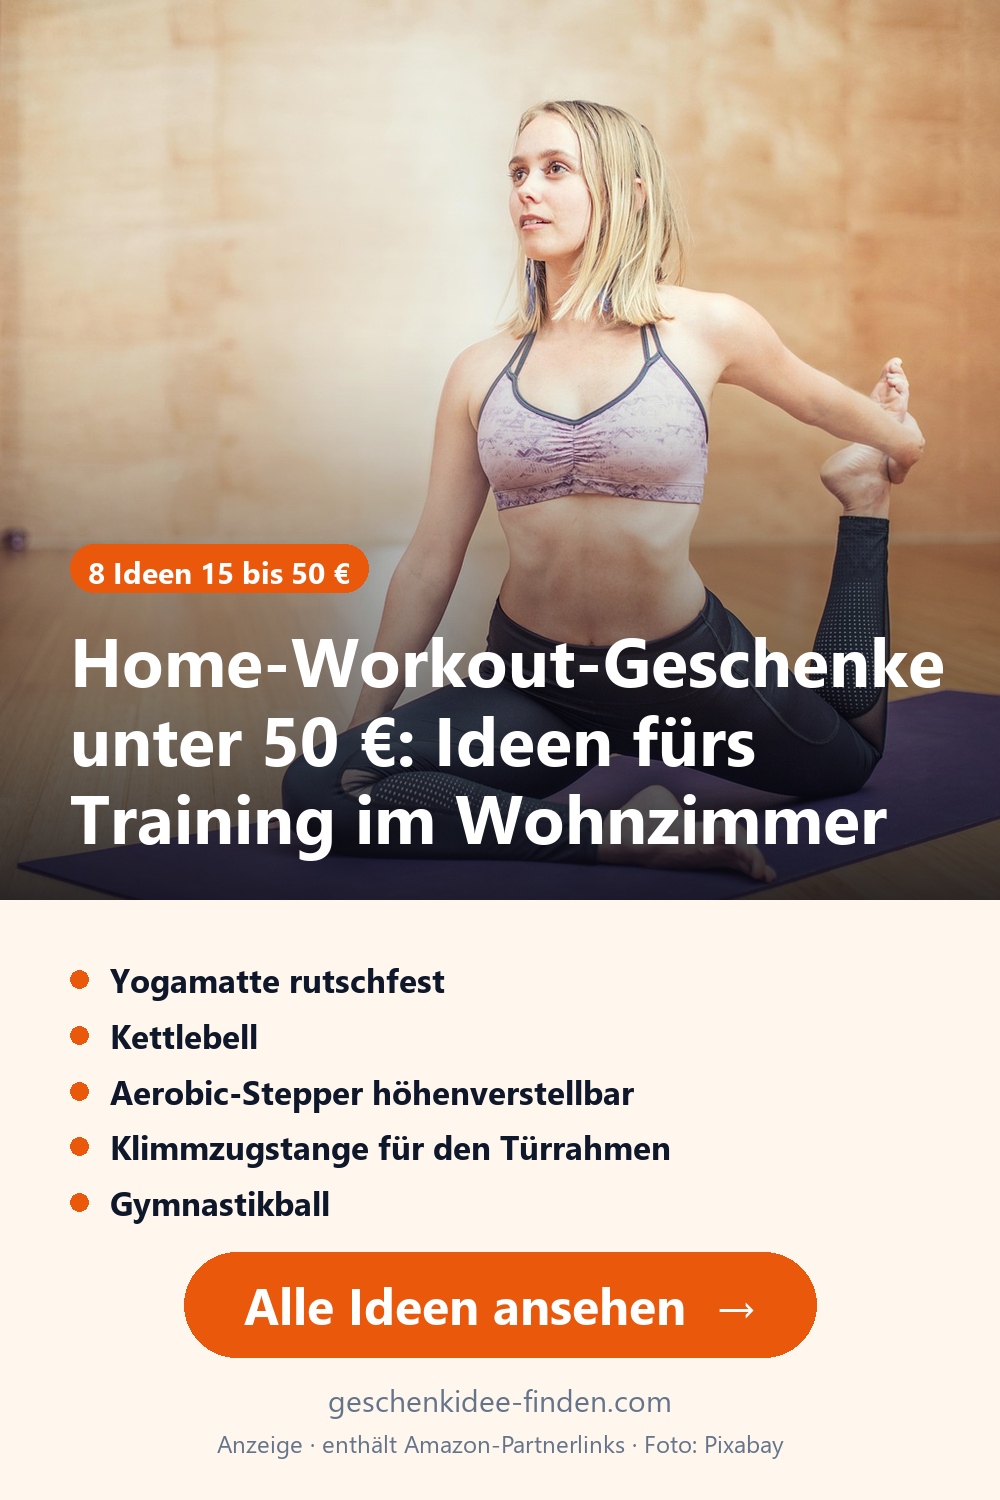 8 Ideen 15 bis 50 €
Home-Workout-Geschenke
unter 50 €: Ideen fürs
Training im Wohnzimmer
Yogamatte rutschfest
Kettlebell
Aerobic-Stepper höhenverstellbar
Klimmzugstange für den Türrahmen
Gymnastikball
Alle Ideen ansehen →
geschenkidee-finden.com
Anzeige · enthält Amazon-Partnerlinks · Foto: Pixabay